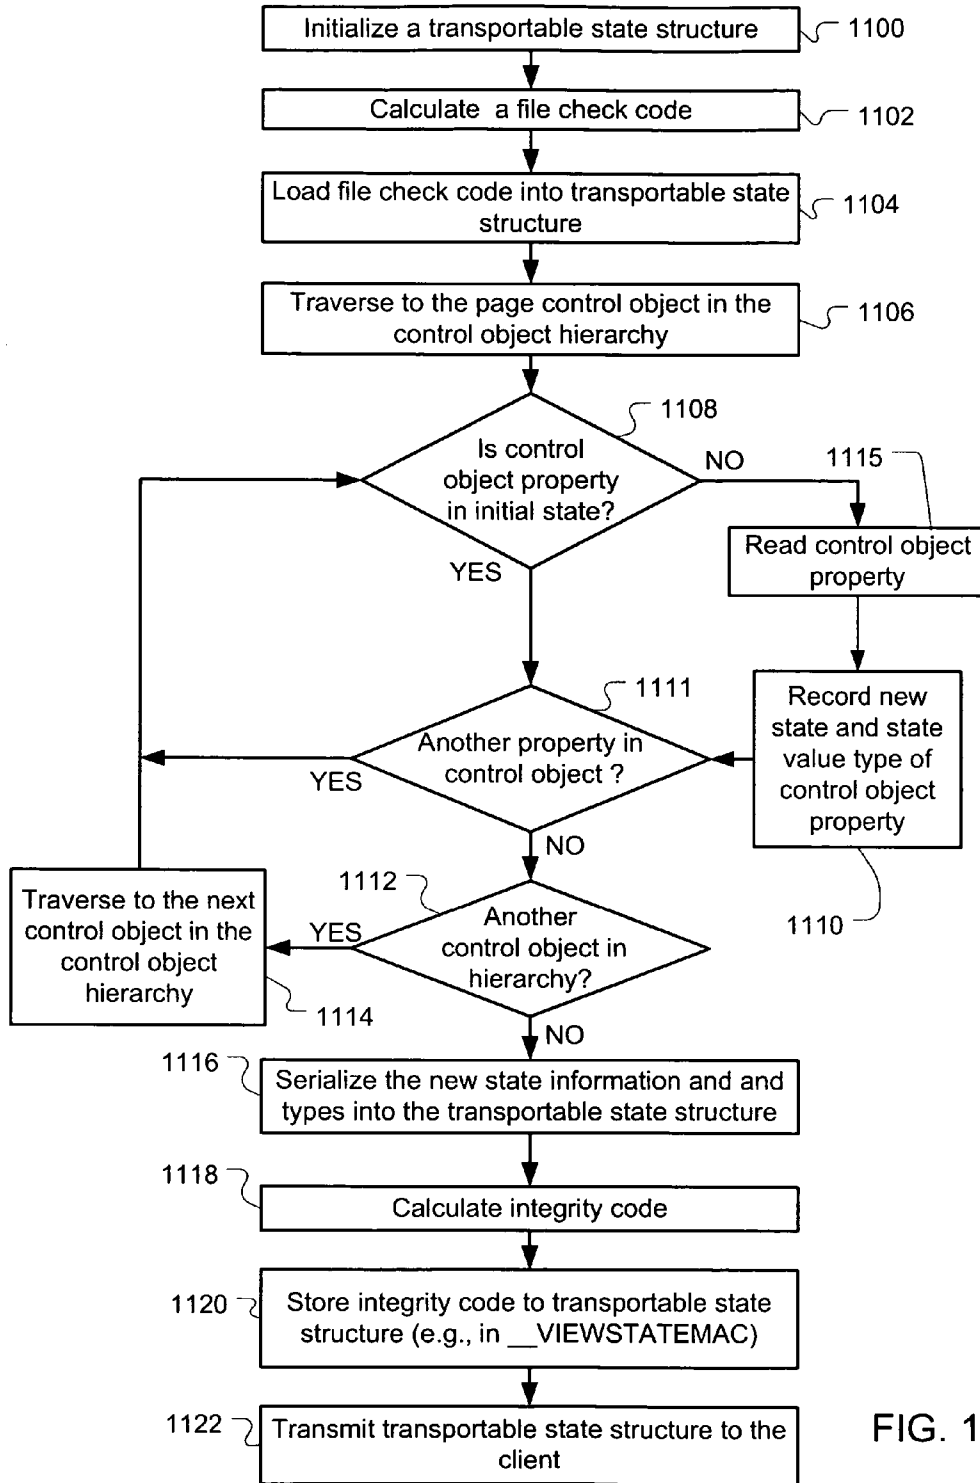 Initialize a transportable state structure
1100
Calculate a file check code
1102
Load file check code into transportable state
structure
1104
Traverse to the page control object in the
control object hierarchy
1106
1108
Is control
object property
in initial state?
NO
YES
1115
Read control object
property
1111
Another property in
control object ?
YES
NO
Record new
state and state
value type of
control object
property
1110
1112
Another
control object in
hierarchy?
YES
NO
Traverse to the next
control object in the
control object
hierarchy
1114
1116
Serialize the new state information and and
types into the transportable state structure
1118
Calculate integrity code
1120
Store integrity code to transportable state
structure (e.g., in __VIEWSTATEMAC)
1122
Transmit transportable state structure to the
client
FIG. 1